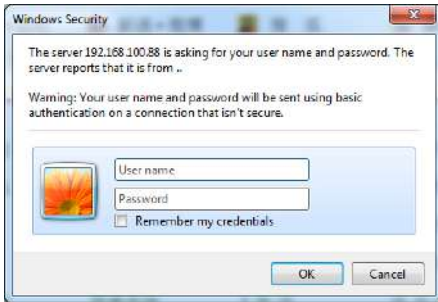 Windows Security
The server 192.168.100.88 is asking for your user name and password. The
server reports that it is from ..
Warning: Your user name and password will be sent using basic
authentication on a connection that isn't secure.
User name
Password
Remember my credentials
OK
Cancel